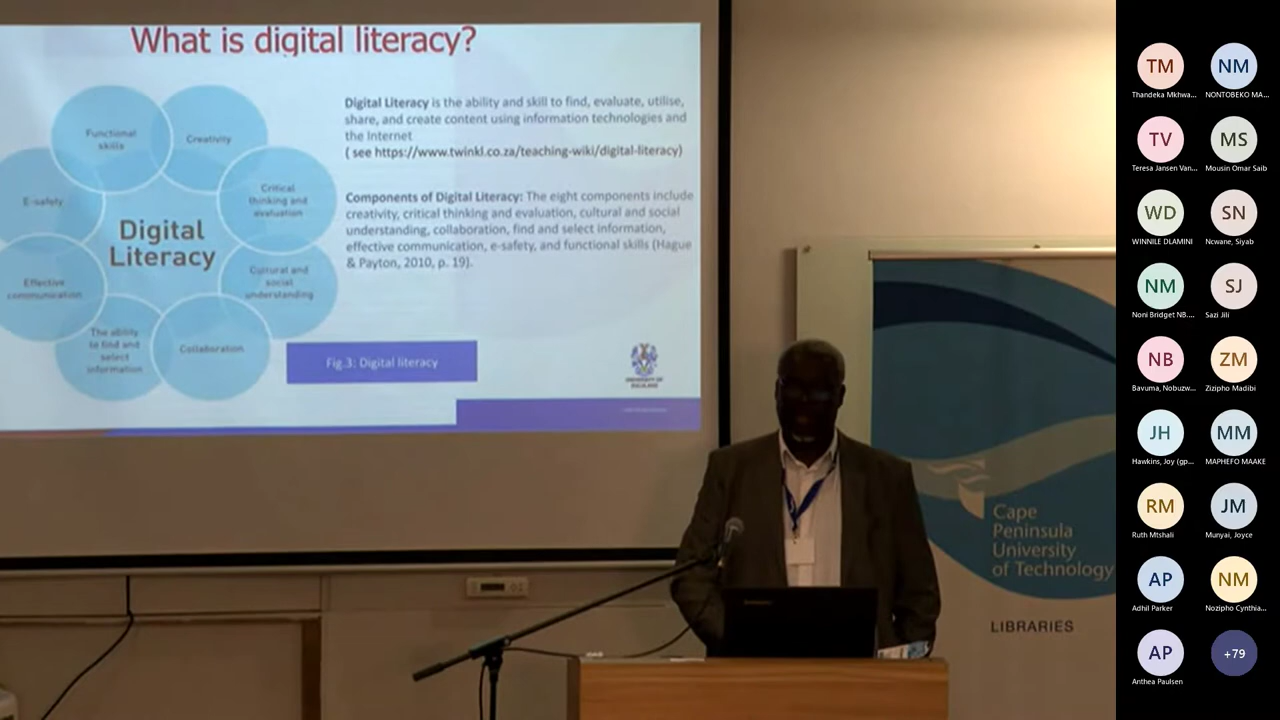 What is digital literacy?
Functional
skills
Creativity
Critical
thinking and
evaluation
Cultural and
social
understanding
Collaboration
The ability
to find and
select
information
Effective
communication
E-safety
Digital
Literacy
Digital Literacy is the ability and skill to find, evaluate, utilise,
share, and create content using information technologies and
the Internet
( see https://www.twinkl.co.za/teaching-wiki/digital-literacy)
Components of Digital Literacy: The eight components include
creativity, critical thinking and evaluation, cultural and social
understanding, collaboration, find and select information,
effective communication, e-safety, and functional skills (Hague
& Payton, 2010, p. 19).
Fig.3: Digital literacy
UNIVERSITY OF
ZULULAND
Cape
Peninsula
University
of Technology
LIBRARIES
TM
Thandeka Mkhwa...
NM
NONTOBEKO MA...
TV
Teresa Jansen Van...
MS
Mousin Omar Saib
WD
WINNILE DLAMINI
SN
Ncwane, Siyab
NM
Noni Bridget NB....
SJ
Sazi Jili
NB
Bavuma, Nobuzw...
ZM
Zizipho Madibi
JH
Hawkins, Joy (gp...
MM
MAPHEFO MAAKE
RM
Ruth Mtshali
JM
Munyai, Joyce
AP
Adhil Parker
NM
Nozipho Cynthia...
AP
Anthea Paulsen
+79